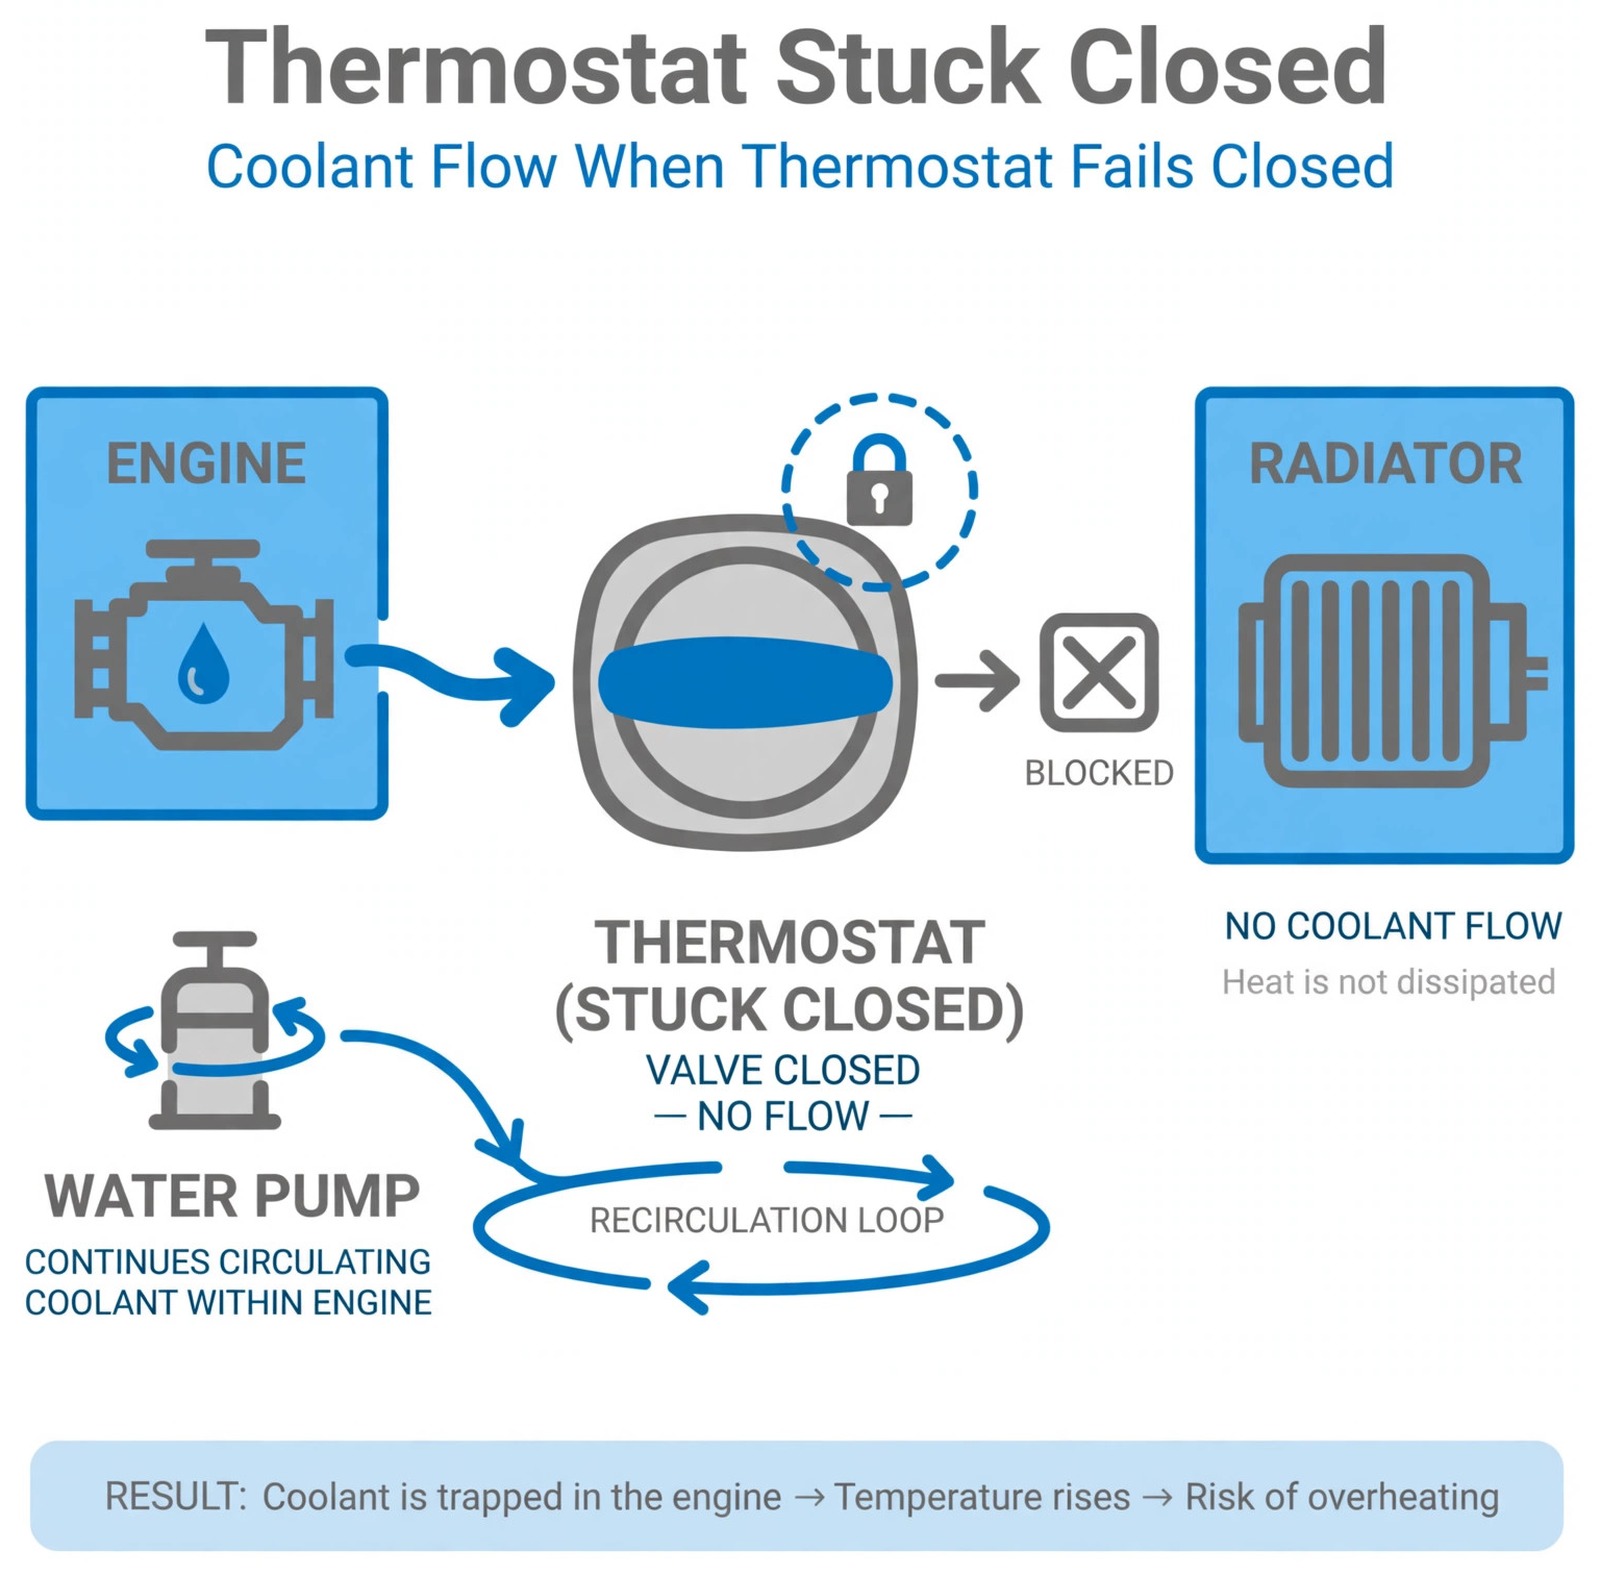 Thermostat Stuck Closed
Coolant Flow When Thermostat Fails Closed
ENGINE
RADIATOR
BLOCKED
NO COOLANT FLOW
Heat is not dissipated
THERMOSTAT
(STUCK CLOSED)
VALVE CLOSED
— NO FLOW —
WATER PUMP
CONTINUES CIRCULATING
COOLANT WITHIN ENGINE
RECIRCULATION LOOP
RESULT: Coolant is trapped in the engine → Temperature rises → Risk of overheating